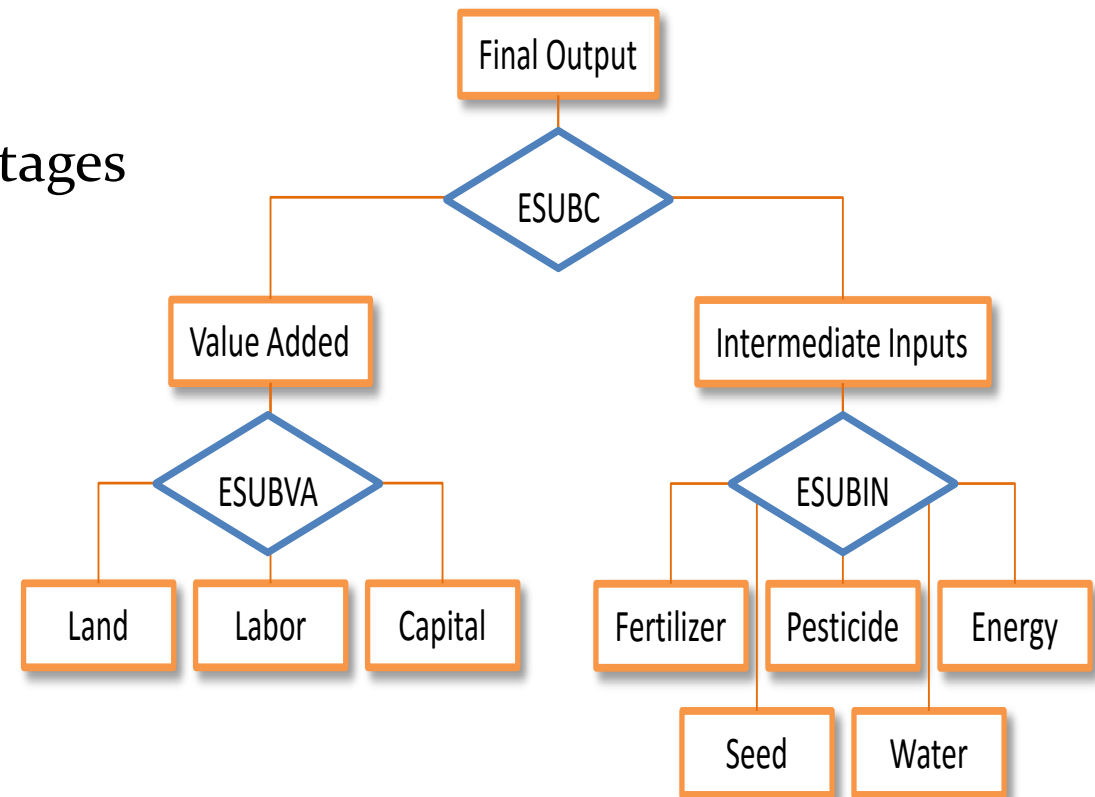 Final Output
tages
ESUBC
Value Added
Intermediate Inputs
ESUBVA
ESUBIN
Land
Labor
Capital
Fertilizer
Pesticide
Energy
Seed
Water